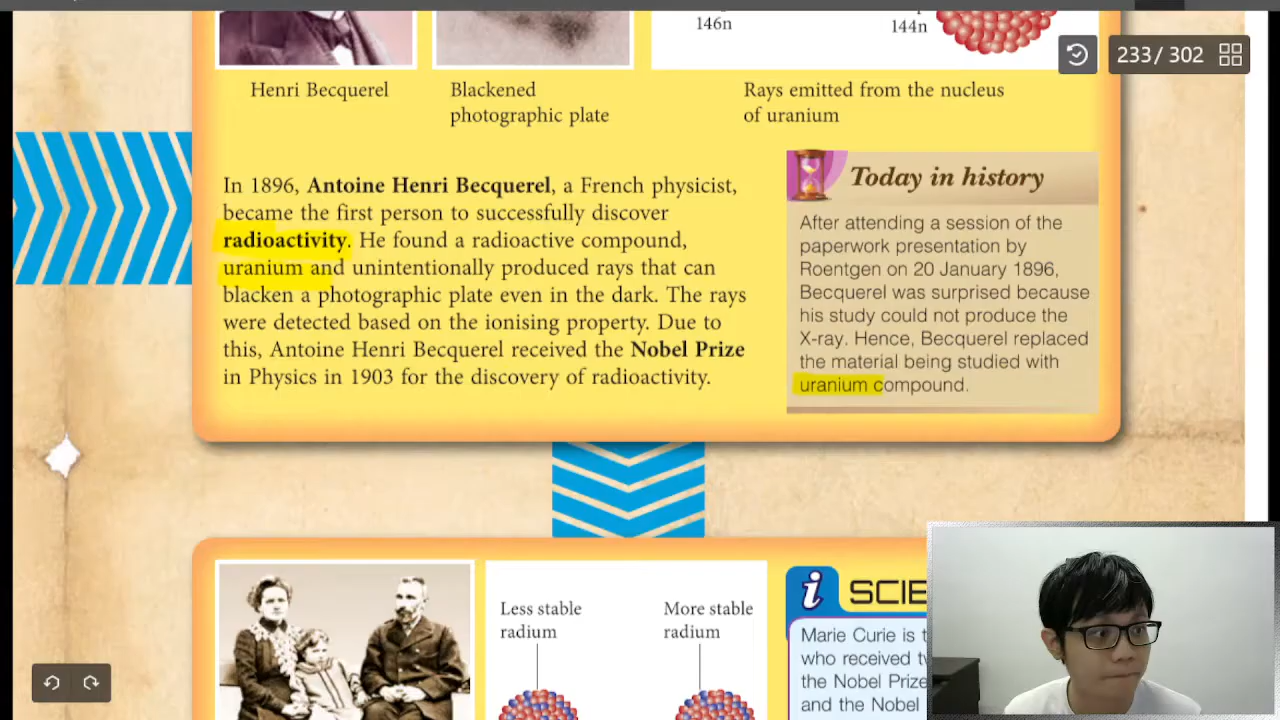 146n
144n
233/ 302
Henri Becquerel
Blackened
photographic plate
Rays emitted from the nucleus
of uranium
In 1896, Antoine Henri Becquerel, a French physicist,
became the first person to successfully discover
radioactivity. He found a radioactive compound,
uranium and unintentionally produced rays that can
blacken a photographic plate even in the dark. The rays
were detected based on the ionising property. Due to
this, Antoine Henri Becquerel received the Nobel Prize
in Physics in 1903 for the discovery of radioactivity.
Today in history
After attending a session of the
paperwork presentation by
Roentgen on 20 January 1896,
Becquerel was surprised because
his study could not produce the
X-ray. Hence, Becquerel replaced
the material being studied with
uranium compound.
Less stable
radium
More stable
radium
i
Marie Curie is
who received
the Nobel Prize
and the Nobel